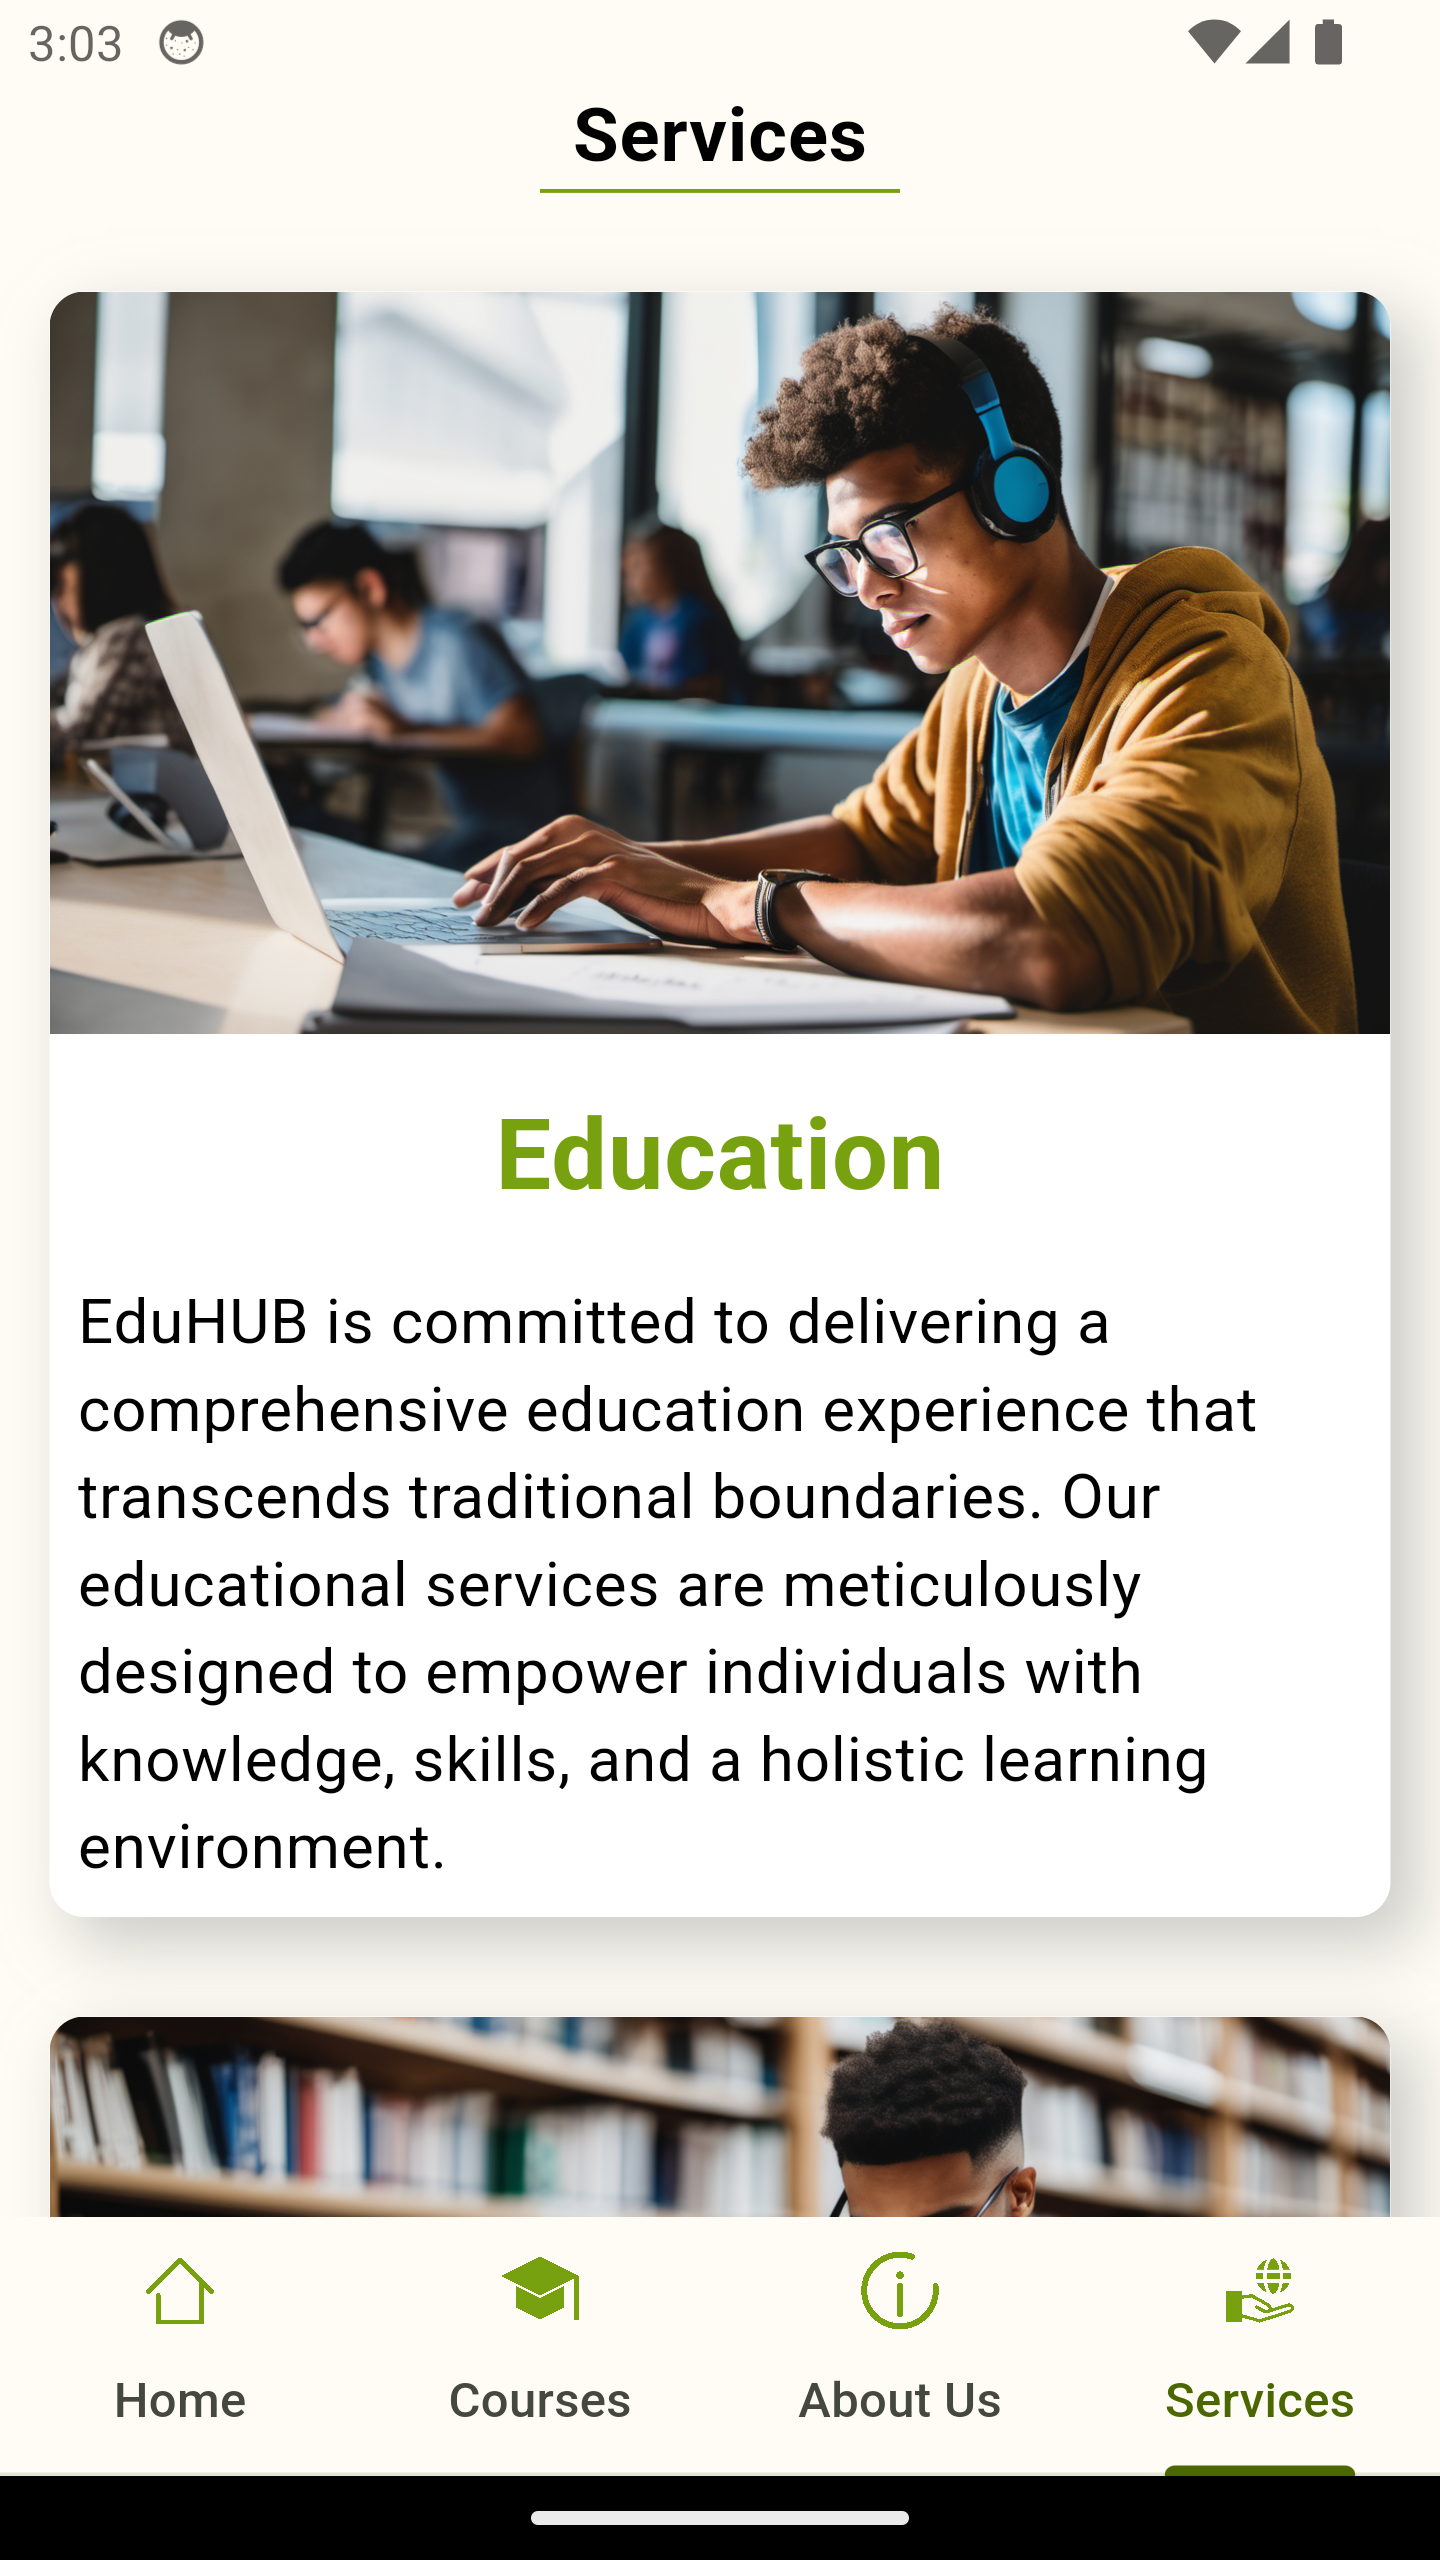 3:03
Services
Education
EduHUB is committed to delivering a
comprehensive education experience that
transcends traditional boundaries. Our
educational services are meticulously
designed to empower individuals with
knowledge, skills, and a holistic learning
environment.
Home
Courses
About Us
Services